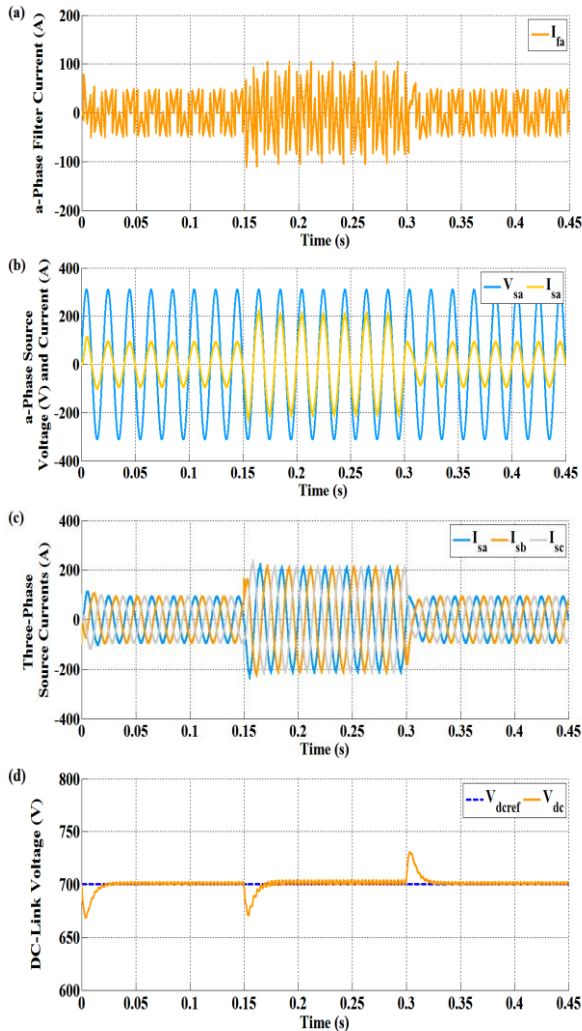 (a)
a-Phase Filter Current (A)
200
100
0
-100
-200
I_fa
0 0.05 0.1 0.15 0.2 0.25 0.3 0.35 0.4 0.45
Time (s)
(b)
a-Phase Source
Voltage (V) and Current (A)
400
200
0
-200
-400
V_sa I_sa
0 0.05 0.1 0.15 0.2 0.25 0.3 0.35 0.4 0.45
Time (s)
(c)
Three-Phase
Source Currents (A)
400
200
0
-200
-400
I_sa I_sb I_sc
0 0.05 0.1 0.15 0.2 0.25 0.3 0.35 0.4 0.45
Time (s)
(d)
DC-Link Voltage (V)
800
750
700
650
600
V_dcref V_dc
0 0.05 0.1 0.15 0.2 0.25 0.3 0.35 0.4 0.45
Time (s)